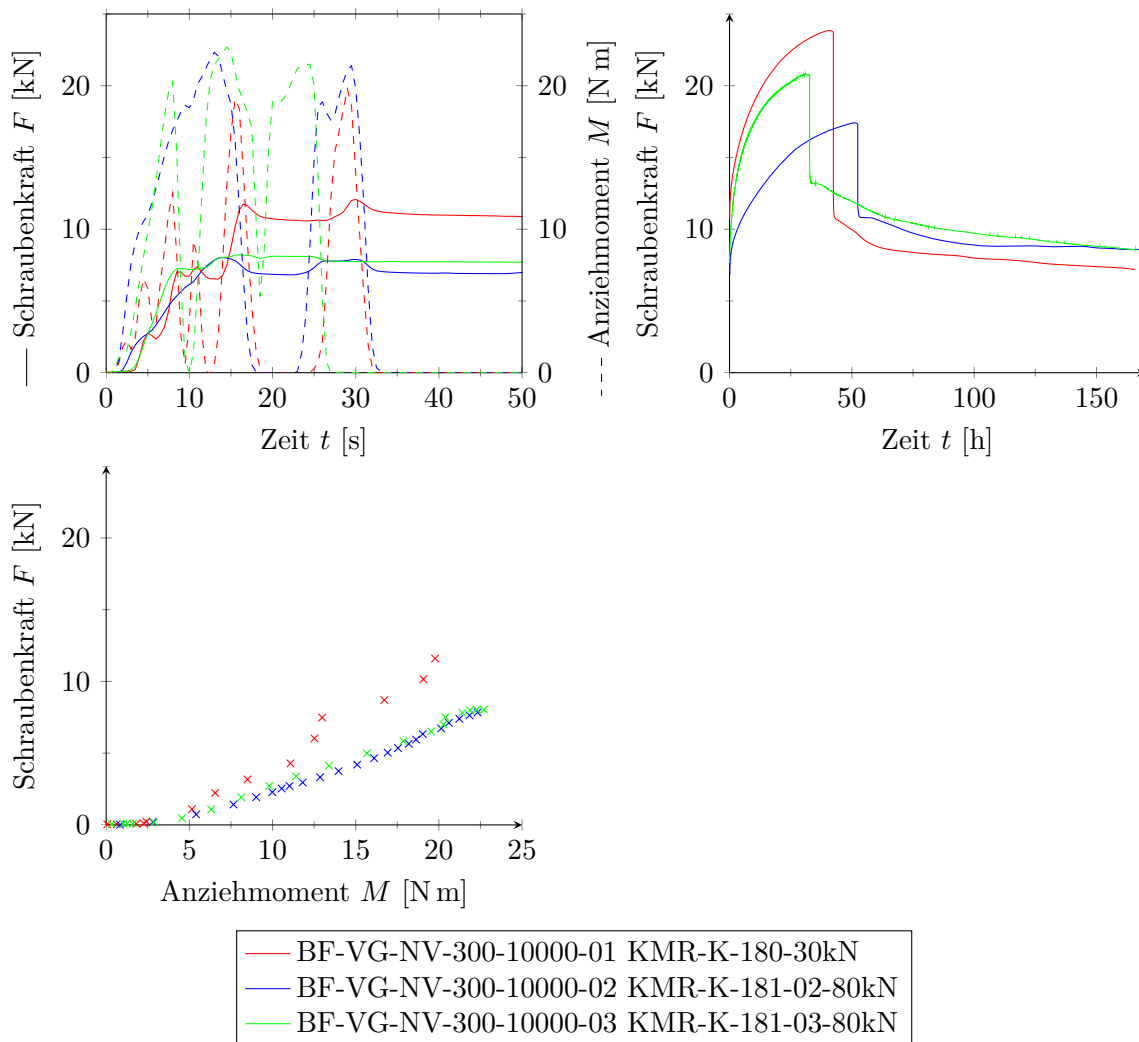 — Schraubenkraft F [kN]
20
10
0
0 10 20 30 40 50
Zeit t [s]
20
10
0
--- Anziehmoment M [N m]
Schraubenkraft F [kN]
20
10
0
0 50 100 150
Zeit t [h]
Schraubenkraft F [kN]
20
10
0
0 5 10 15 20 25
Anziehmoment M [N m]
BF-VG-NV-300-10000-01 KMR-K-180-30kN
BF-VG-NV-300-10000-02 KMR-K-181-02-80kN
BF-VG-NV-300-10000-03 KMR-K-181-03-80kN